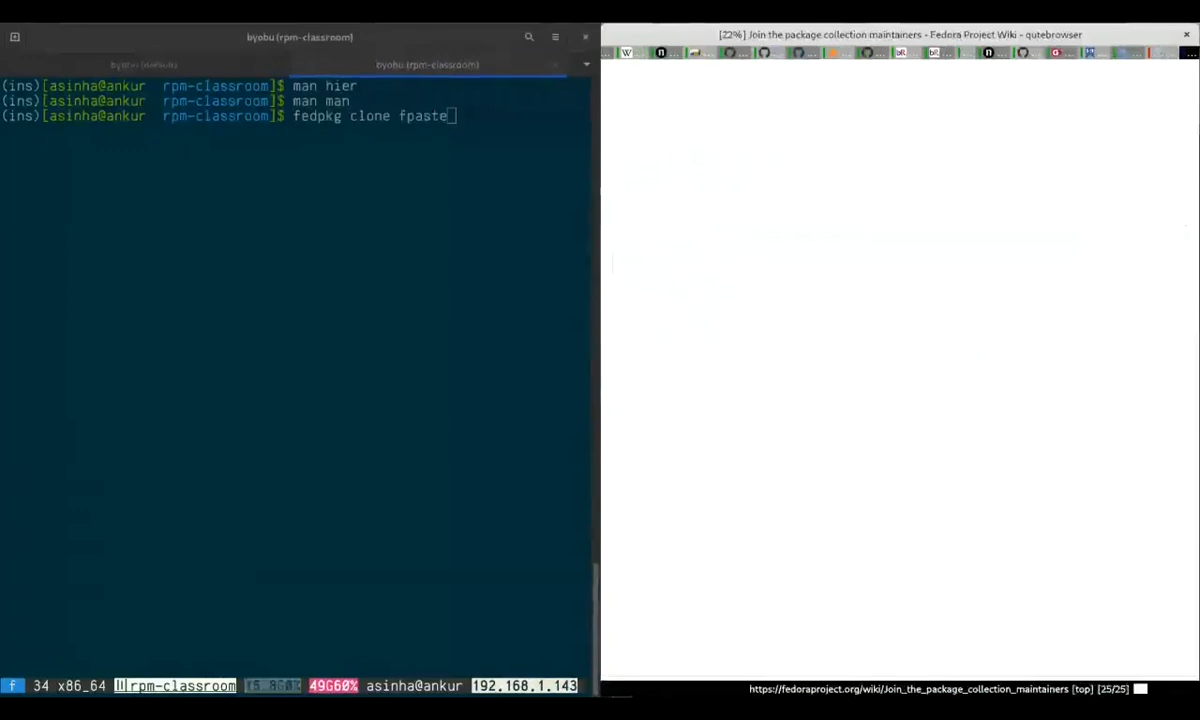 byobu (rpm-classroom)
byobu (rpm-classroom)
(ins)[asinha@ankur rpm-classroom]$ man hier
(ins)[asinha@ankur rpm-classroom]$ man man
(ins)[asinha@ankur rpm-classroom]$ fedpkg clone fpaste
f 34 x86_64 rpm-classroom 49G60% asinha@ankur 192.168.1.143
[22%] Join the package collection maintainers - Fedora Project Wiki - qutebrowser
https://fedoraproject.org/wiki/Join_the_package_collection_maintainers [top] [25/25]